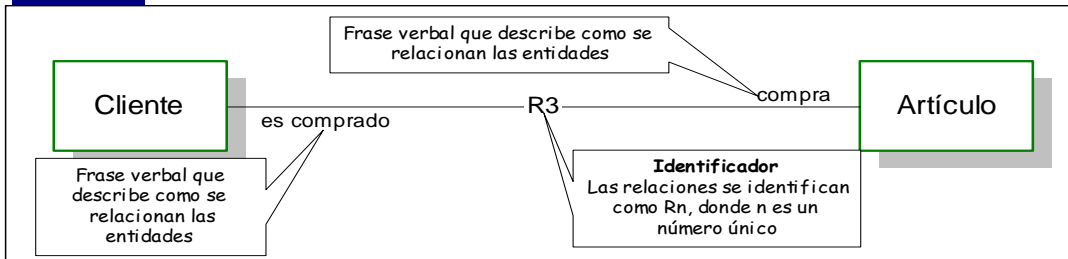 Frase verbal que describe como se
relacionan las entidades
Cliente
R3
compra
Artículo
es comprado
Frase verbal que
describe como se
relacionan las
entidades
Identificador
Las relaciones se identifican
como Rn, donde n es un
número único